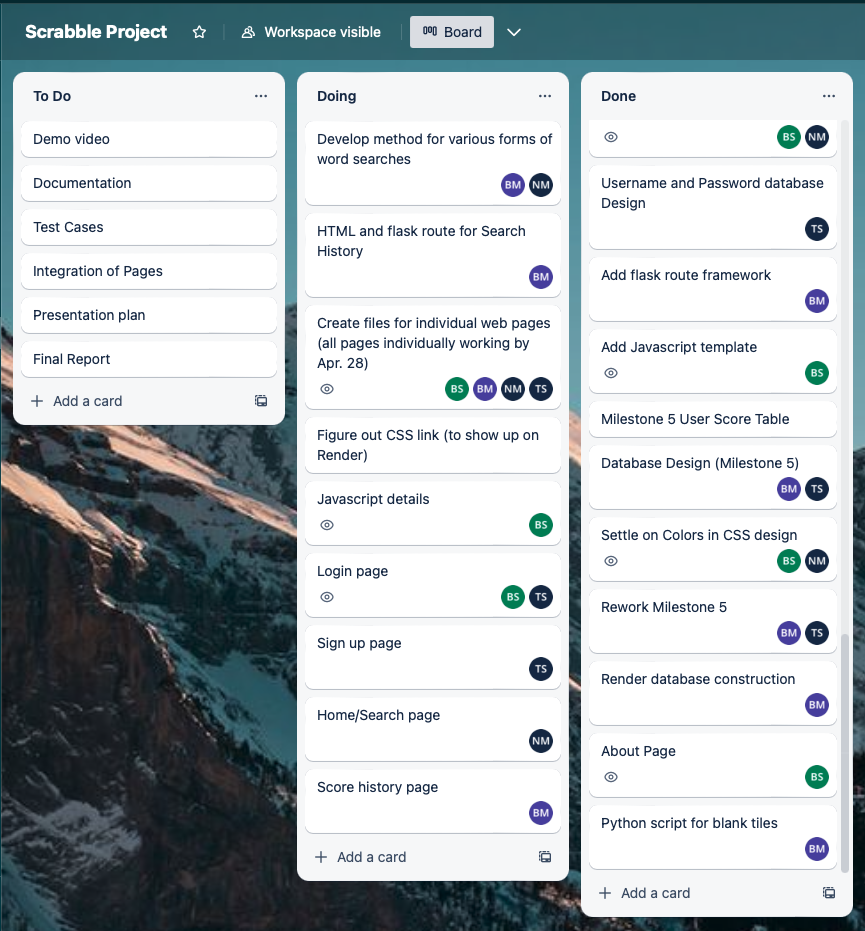 Scrabble Project
Workspace visible
Board
To Do
Demo video
Documentation
Test Cases
Integration of Pages
Presentation plan
Final Report
Add a card
Doing
Develop method for various forms of
word searches
BM NM
HTML and flask route for Search
History
BM
Create files for individual web pages
(all pages individually working by
Apr. 28)
BS BM NM TS
Figure out CSS link (to show up on
Render)
Javascript details
BS
Login page
BS TS
Sign up page
TS
Home/Search page
NM
Score history page
BM
Add a card
Done
BS NM
Username and Password database
Design
TS
Add flask route framework
BM
Add Javascript template
BS
Milestone 5 User Score Table
Database Design (Milestone 5)
BM TS
Settle on Colors in CSS design
BS NM
Rework Milestone 5
BM TS
Render database construction
BM
About Page
BS
Python script for blank tiles
BM
Add a card